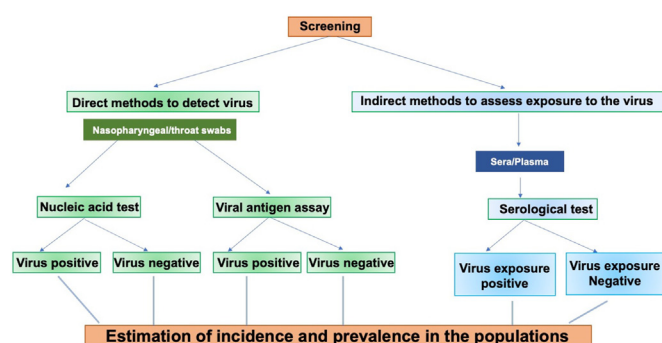 Screening
Direct methods to detect virus
Indirect methods to assess exposure to the virus
Nasopharyngeal/throat swabs
Sera/Plasma
Nucleic acid test
Viral antigen assay
Serological test
Virus positive
Virus negative
Virus positive
Virus negative
Virus exposure
positive
Virus exposure
Negative
Estimation of incidence and prevalence in the populations